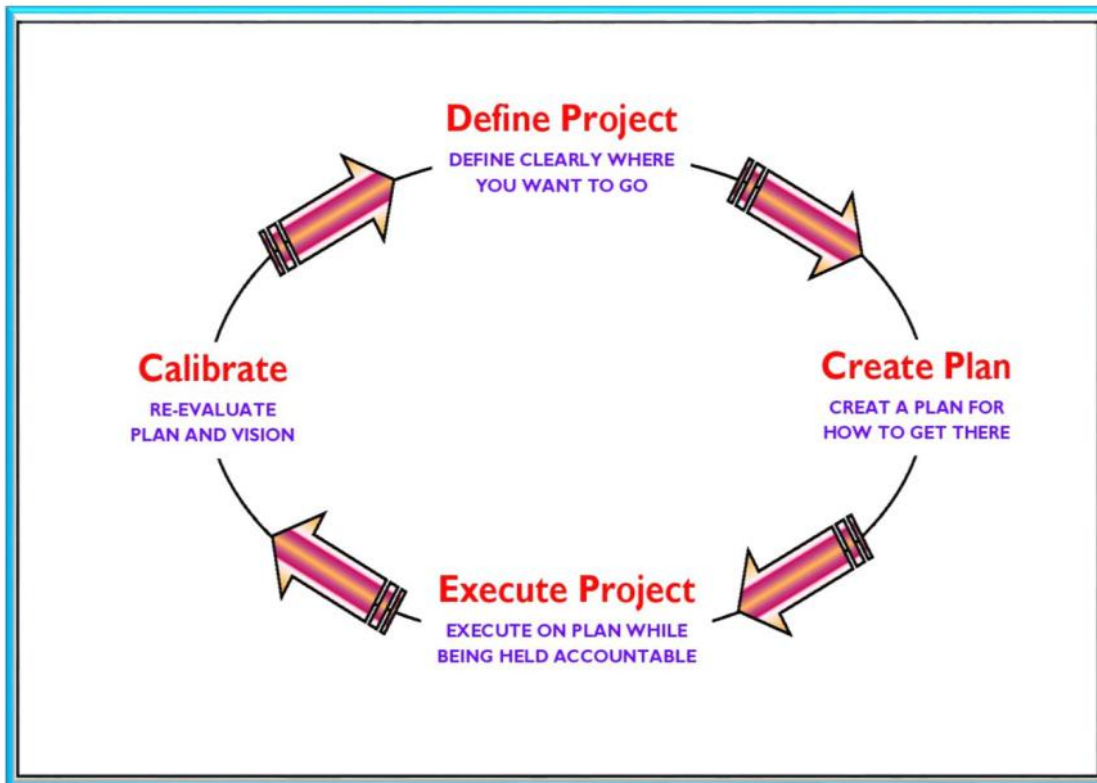 Define Project
DEFINE CLEARLY WHERE
YOU WANT TO GO
Create Plan
CREAT A PLAN FOR
HOW TO GET THERE
Execute Project
EXECUTE ON PLAN WHILE
BEING HELD ACCOUNTABLE
Calibrate
RE-EVALUATE
PLAN AND VISION